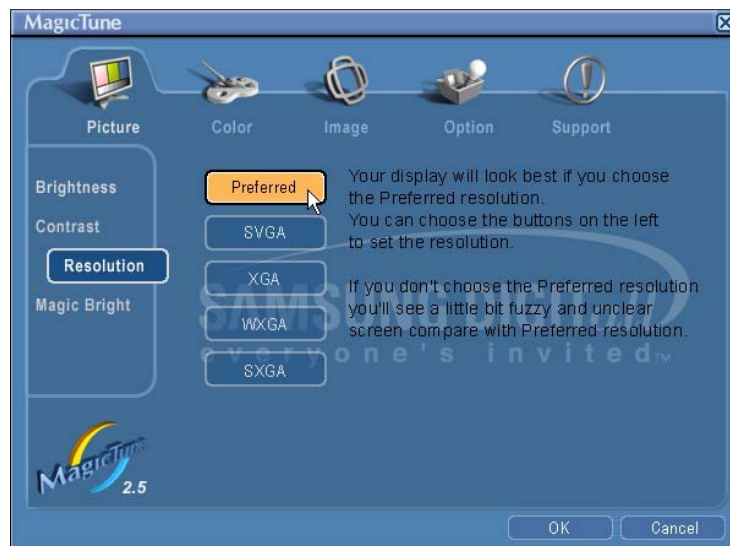 MagicTune
Picture
Color
Image
Option
Support
Brightness
Contrast
Resolution
Magic Bright
Preferred
SVGA
XGA
WXGA
SXGA
Your display will look best if you choose
the Preferred resolution.
You can choose the buttons on the left
to set the resolution.
If you don't choose the Preferred resolution
you'll see a little bit fuzzy and unclear
screen compare with Preferred resolution.
SAMSUNG DIGIT
everyone's invited™
MagicTune
2.5
OK
Cancel